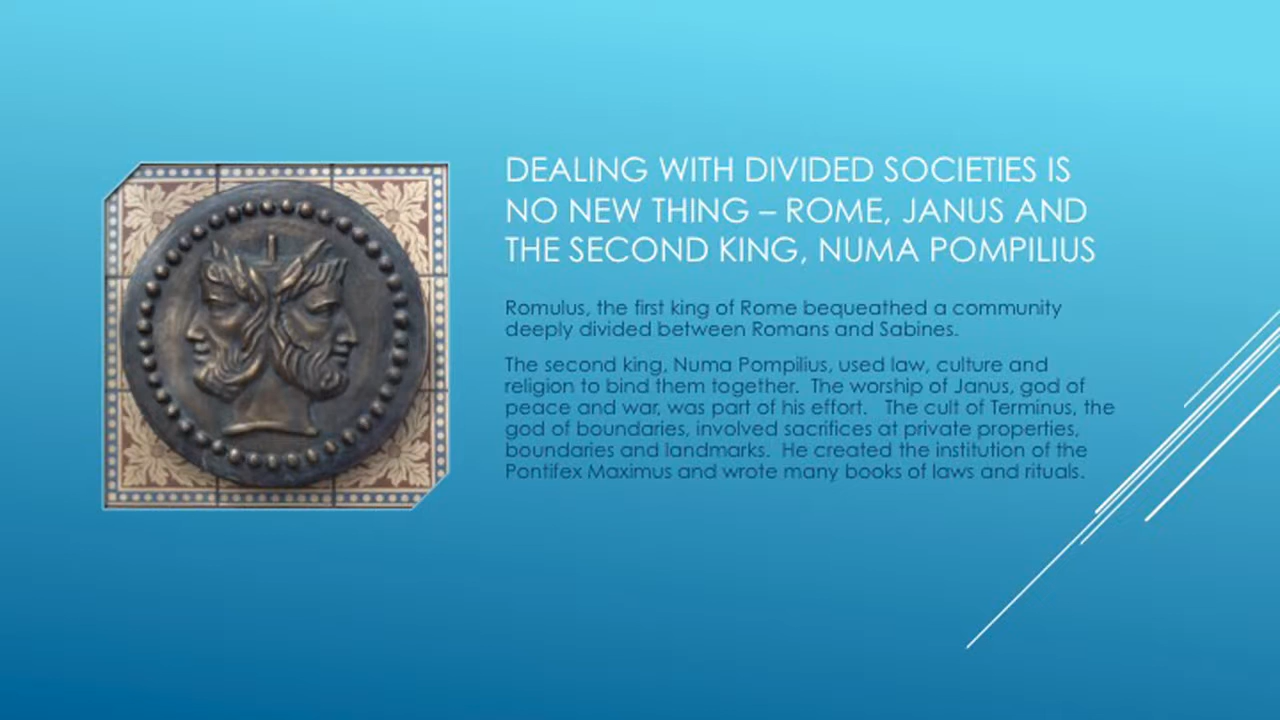 DEALING WITH DIVIDED SOCIETIES IS
NO NEW THING – ROME, JANUS AND
THE SECOND KING, NUMA POMPILIUS
Romulus, the first king of Rome bequeathed a community
deeply divided between Romans and Sabines.
The second king, Numa Pompilius, used law, culture and
religion to bind them together.  The worship of Janus, god of
peace and war, was part of his effort.   The cult of Terminus, the
god of boundaries, involved sacrifices at private properties,
boundaries and landmarks.  He created the institution of the
Pontifex Maximus and wrote many books of laws and rituals.